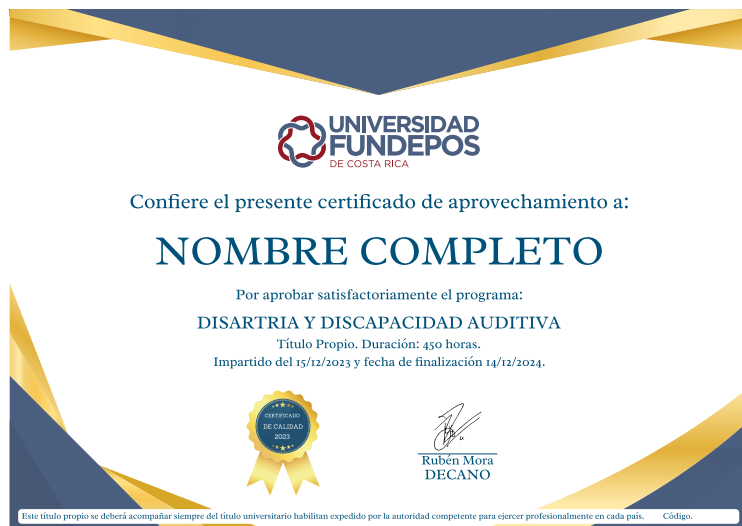 UNIVERSIDAD
FUNDEPOS
DE COSTA RICA
Confiere el presente certificado de aprovechamiento a:
NOMBRE COMPLETO
Por aprobar satisfactoriamente el programa:
DISARTRIA Y DISCAPACIDAD AUDITIVA
Título Propio. Duración: 450 horas.
Impartido del 15/12/2023 y fecha de finalización 14/12/2024.
CERTIFICADO
DE CALIDAD
2023
Rubén Mora
DECANO
Este título propio se deberá acompañar siempre del título universitario habilitan expedido por la autoridad competente para ejercer profesionalmente en cada país. Código.